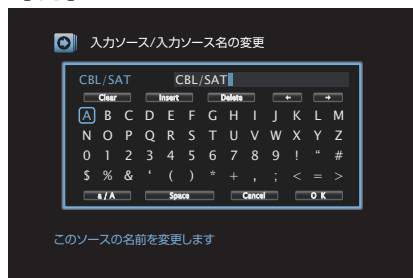 入力ソース/入力ソース名の変更
CBL/SAT CBL/SAT
Clear Insert Delete ← →
A B C D E F G H I J K L M
N O P Q R S T U V W X Y Z
0 1 2 3 4 5 6 7 8 9 ! “ #
$ % & ‘ ( ) * + , ; < = >
a / A Space Cancel O K
このソースの名前を変更します